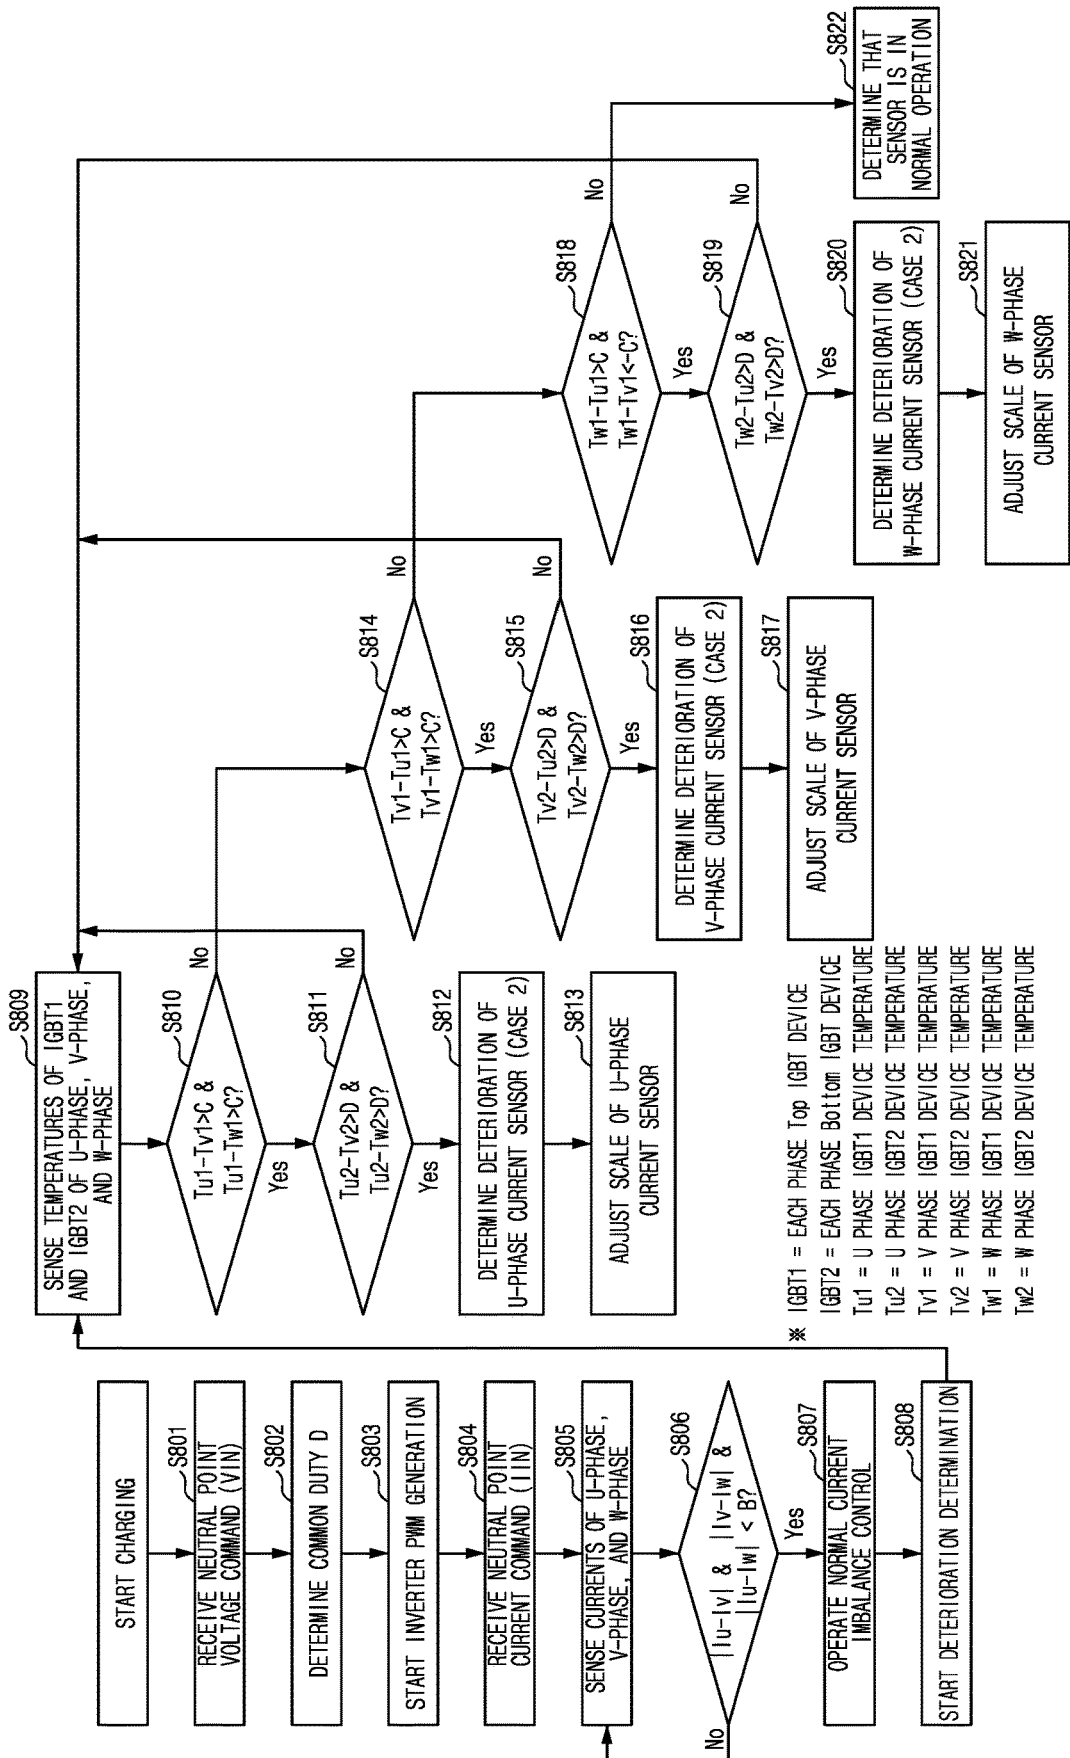 START CHARGING
S801
RECEIVE NEUTRAL POINT
VOLTAGE COMMAND (VIN)
S802
DETERMINE COMMON DUTY D
S803
START INVERTER PWM GENERATION
S804
RECEIVE NEUTRAL POINT
CURRENT COMMAND (IIN)
S805
SENSE CURRENTS OF U-PHASE,
V-PHASE, AND W-PHASE
S806
|Iu-Iv| & |Iv-Iw| &
|Iu-Iw| < B?
No
Yes
S807
OPERATE NORMAL CURRENT
IMBALANCE CONTROL
S808
START DETERIORATION DETERMINATION
S809
SENSE TEMPERATURES OF IGBT1
AND IGBT2 OF U-PHASE, V-PHASE,
AND W-PHASE
S810
Tu1-Tv1>C &
Tu1-Tw1>C?
No
Yes
S811
Tu2-Tv2>D &
Tu2-Tw2>D?
No
Yes
S812
DETERMINE DETERIORATION OF
U-PHASE CURRENT SENSOR (CASE 2)
S813
ADJUST SCALE OF U-PHASE
CURRENT SENSOR
S814
Tv1-Tu1>C &
Tv1-Tw1>C?
No
Yes
S815
Tv2-Tu2>D &
Tv2-Tw2>D?
No
Yes
S816
DETERMINE DETERIORATION OF
V-PHASE CURRENT SENSOR (CASE 2)
S817
ADJUST SCALE OF V-PHASE
CURRENT SENSOR
S818
Tw1-Tu1>C &
Tw1-Tv1<-C?
No
Yes
S819
Tw2-Tu2>D &
Tw2-Tv2>D?
No
Yes
S820
DETERMINE DETERIORATION OF
W-PHASE CURRENT SENSOR (CASE 2)
S821
ADJUST SCALE OF W-PHASE
CURRENT SENSOR
S822
DETERMINE THAT
SENSOR IS IN
NORMAL OPERATION
※ IGBT1 = EACH PHASE Top IGBT DEVICE
IGBT2 = EACH PHASE Bottom IGBT DEVICE
Tu1 = U PHASE IGBT1 DEVICE TEMPERATURE
Tu2 = U PHASE IGBT2 DEVICE TEMPERATURE
Tv1 = V PHASE IGBT1 DEVICE TEMPERATURE
Tv2 = V PHASE IGBT2 DEVICE TEMPERATURE
Tw1 = W PHASE IGBT1 DEVICE TEMPERATURE
Tw2 = W PHASE IGBT2 DEVICE TEMPERATURE